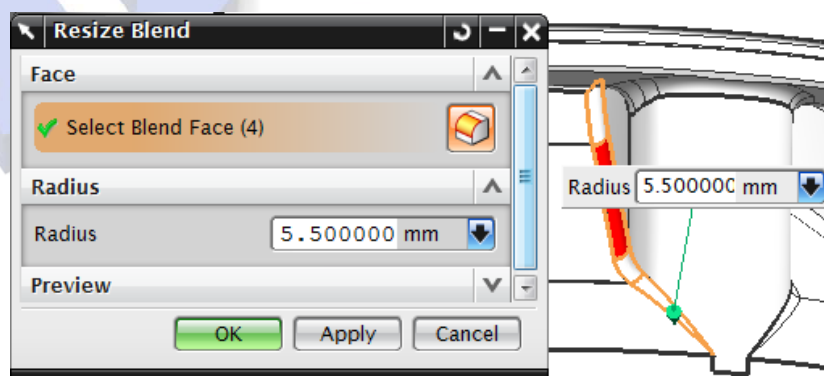 Resize Blend
Face
Select Blend Face (4)
Radius
Radius 5.500000 mm
Preview
OK Apply Cancel
Radius 5.500000 mm